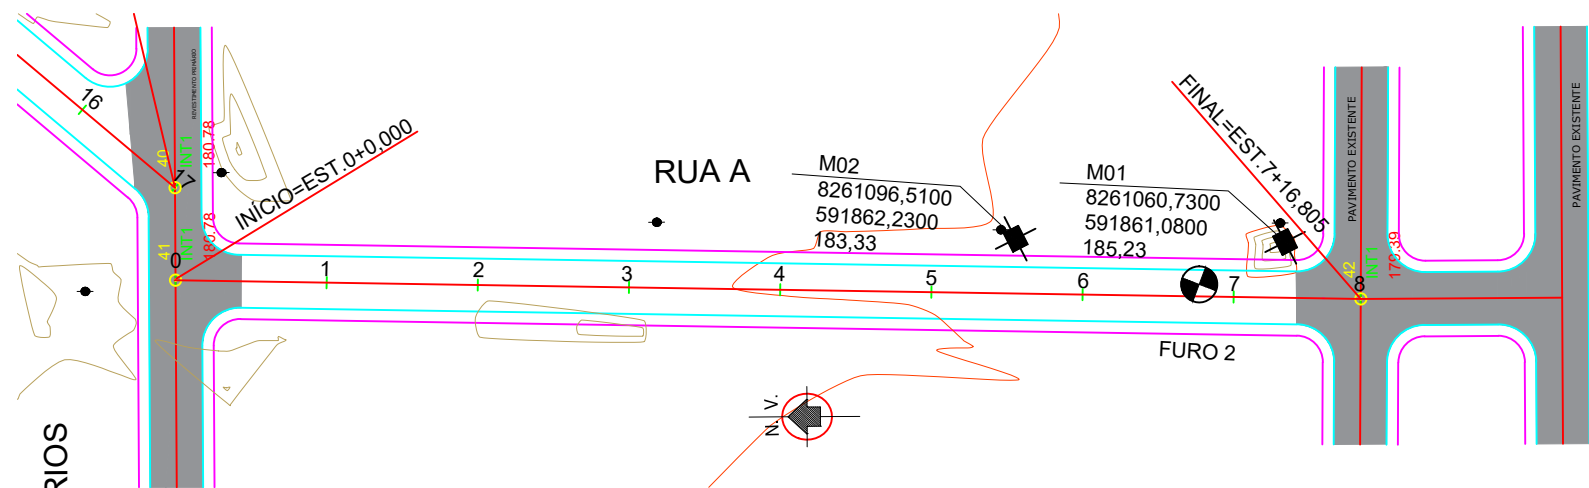 16
40
INT1
180.78
17
REVESTIMENTO PRIMÁRIO
INÍCIO=EST.0+0,000
41
INT1
180.78
0
1
2
3
4
5
6
7
8
RUA A
M02
8261096,5100
591862,2300
183,33
M01
8261060,7300
591861,0800
185,23
FINAL=EST.7+16,805
PAVIMENTO EXISTENTE
42
INT1
179.39
PAVIMENTO EXISTENTE
FURO 2
N. V.
RIOS